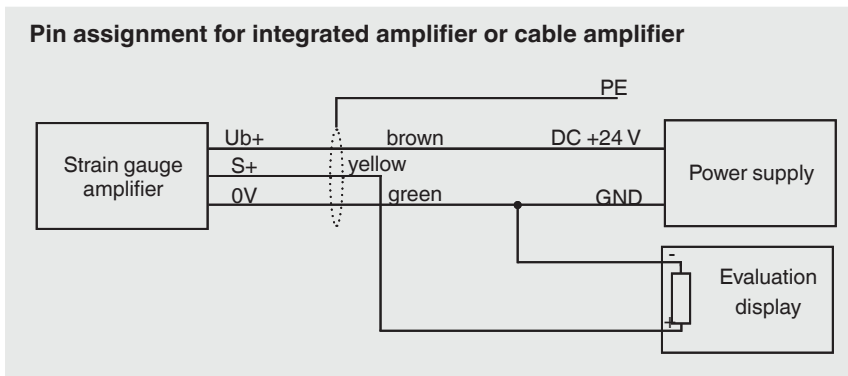 Pin assignment for integrated amplifier or cable amplifier
PE
Strain gauge
amplifier
Ub+
brown
DC +24 V
S+
yellow
0V
green
GND
Power supply
-
+
Evaluation
display